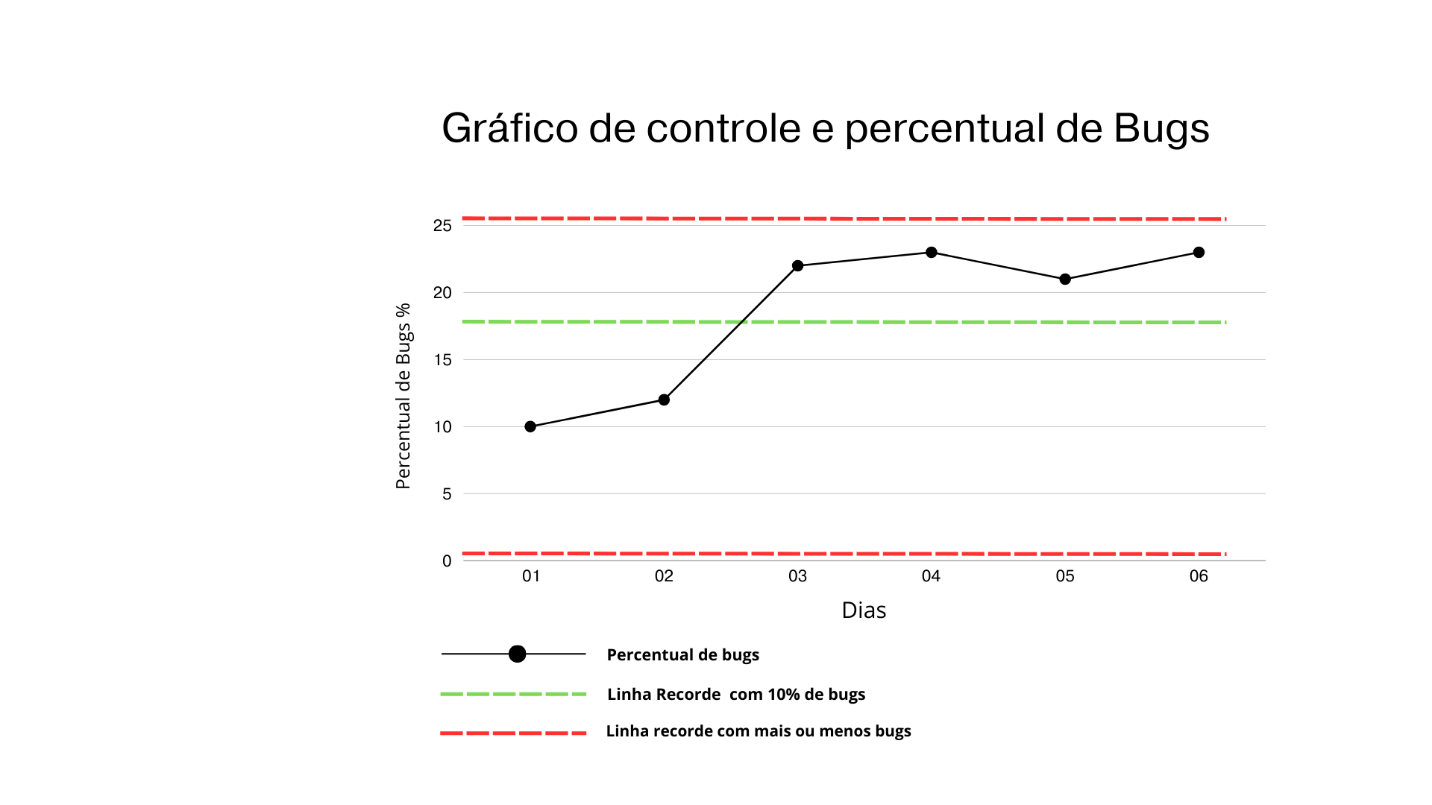 Gráfico de controle e percentual de Bugs
Percentual de Bugs %
25
20
15
10
5
0
01 02 03 04 05 06
Dias
Percentual de bugs
Linha Recorde com 10% de bugs
Linha recorde com mais ou menos bugs